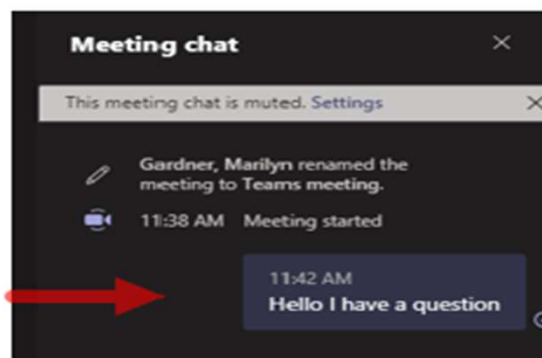 Meeting chat
This meeting chat is muted. Settings
Gardner, Marilyn renamed the
meeting to Teams meeting.
11:38 AM Meeting started
11:42 AM
Hello I have a question